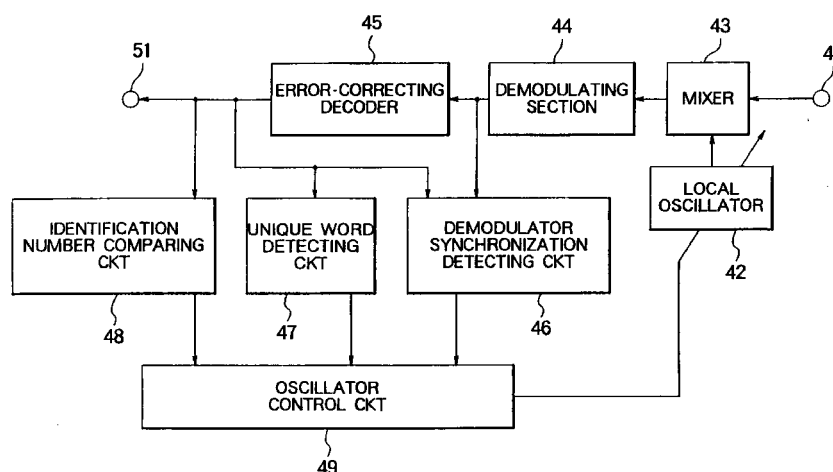 45
44
43
4
51
ERROR-CORRECTING
DECODER
DEMODULATING
SECTION
MIXER
LOCAL
OSCILLATOR
42
IDENTIFICATION
NUMBER COMPARING
CKT
UNIQUE WORD
DETECTING
CKT
DEMODULATOR
SYNCHRONIZATION
DETECTING CKT
48
47
46
OSCILLATOR
CONTROL CKT
49